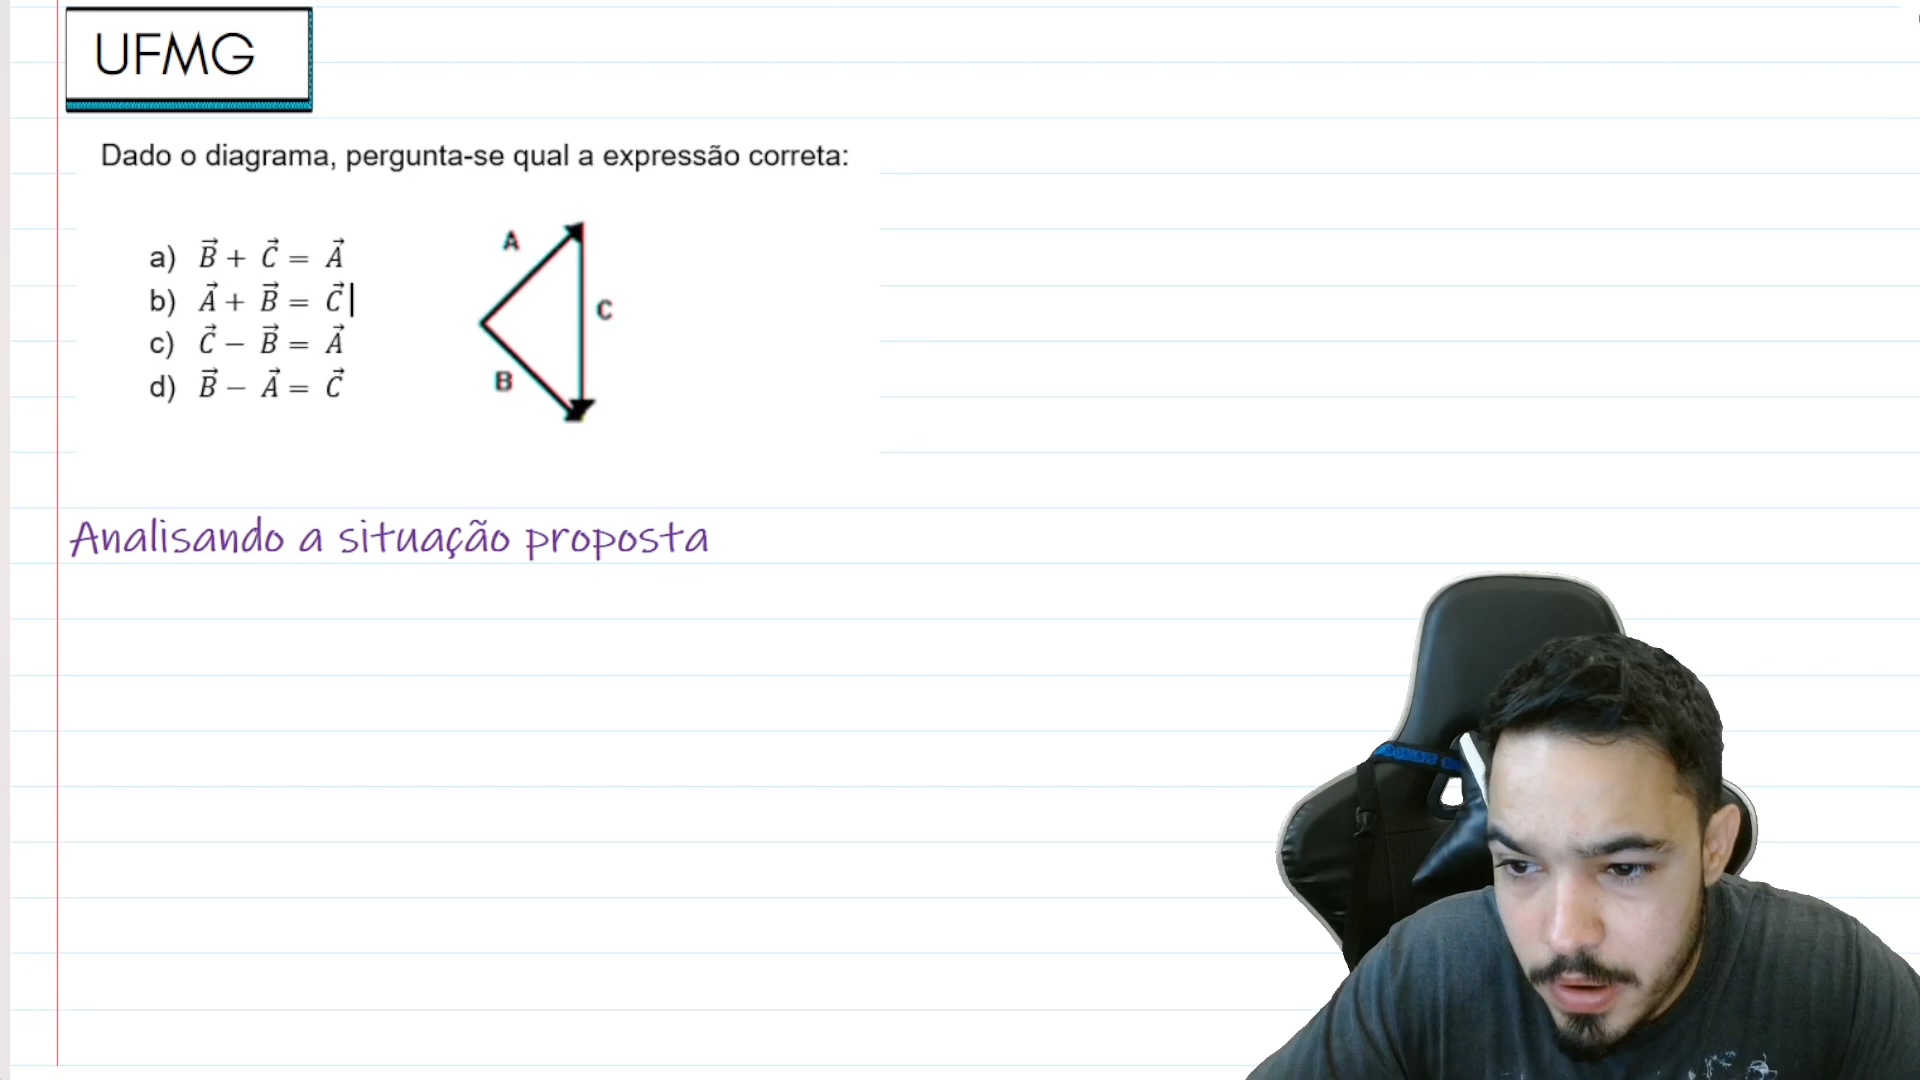 UFMG
Dado o diagrama, pergunta-se qual a expressão correta:
a) B⃗ + C⃗ = A⃗
b) A⃗ + B⃗ = C⃗|
c) C⃗ − B⃗ = A⃗
d) B⃗ − A⃗ = C⃗
A
C
B
Analisando a situação proposta